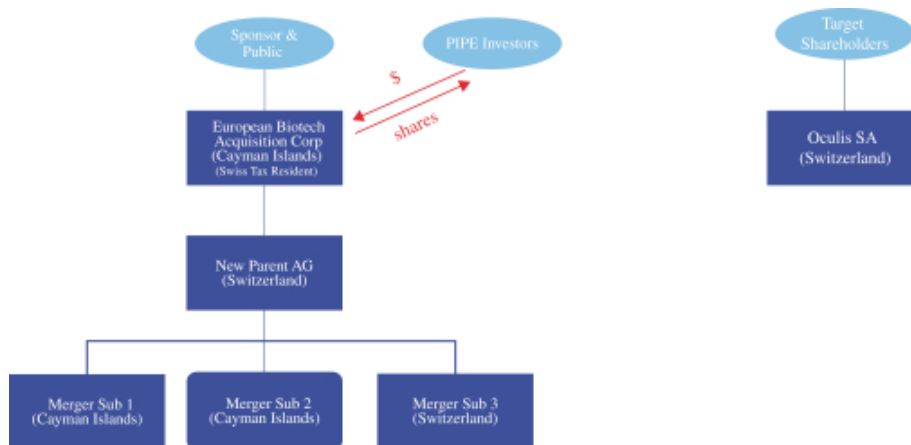 Sponsor &
Public
PIPE Investors
Target
Shareholders
$
shares
European Biotech
Acquisition Corp
(Cayman Islands)
(Swiss Tax Resident)
Oculis SA
(Switzerland)
New Parent AG
(Switzerland)
Merger Sub 1
(Cayman Islands)
Merger Sub 2
(Cayman Islands)
Merger Sub 3
(Switzerland)